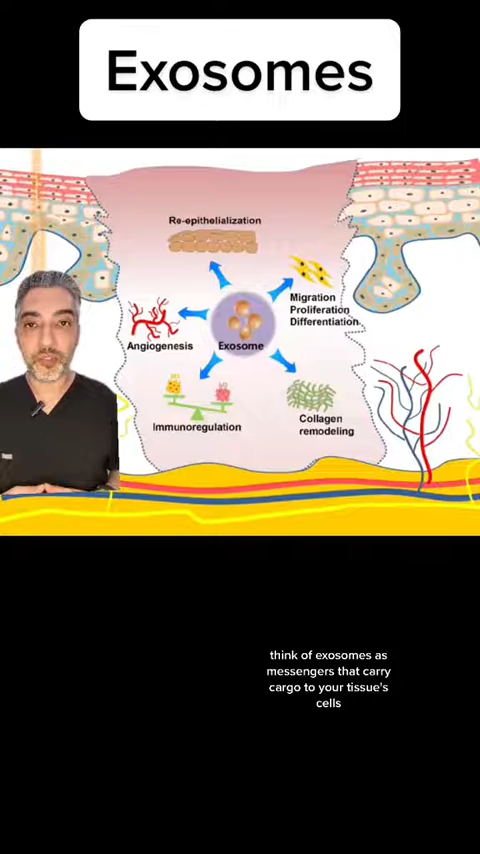 Exosomes
Re-epithelialization
Migration
Proliferation
Differentiation
Angiogenesis
Exosome
Immunoregulation
Collagen
remodeling
think of exosomes as
messengers that carry
cargo to your tissue's
cells